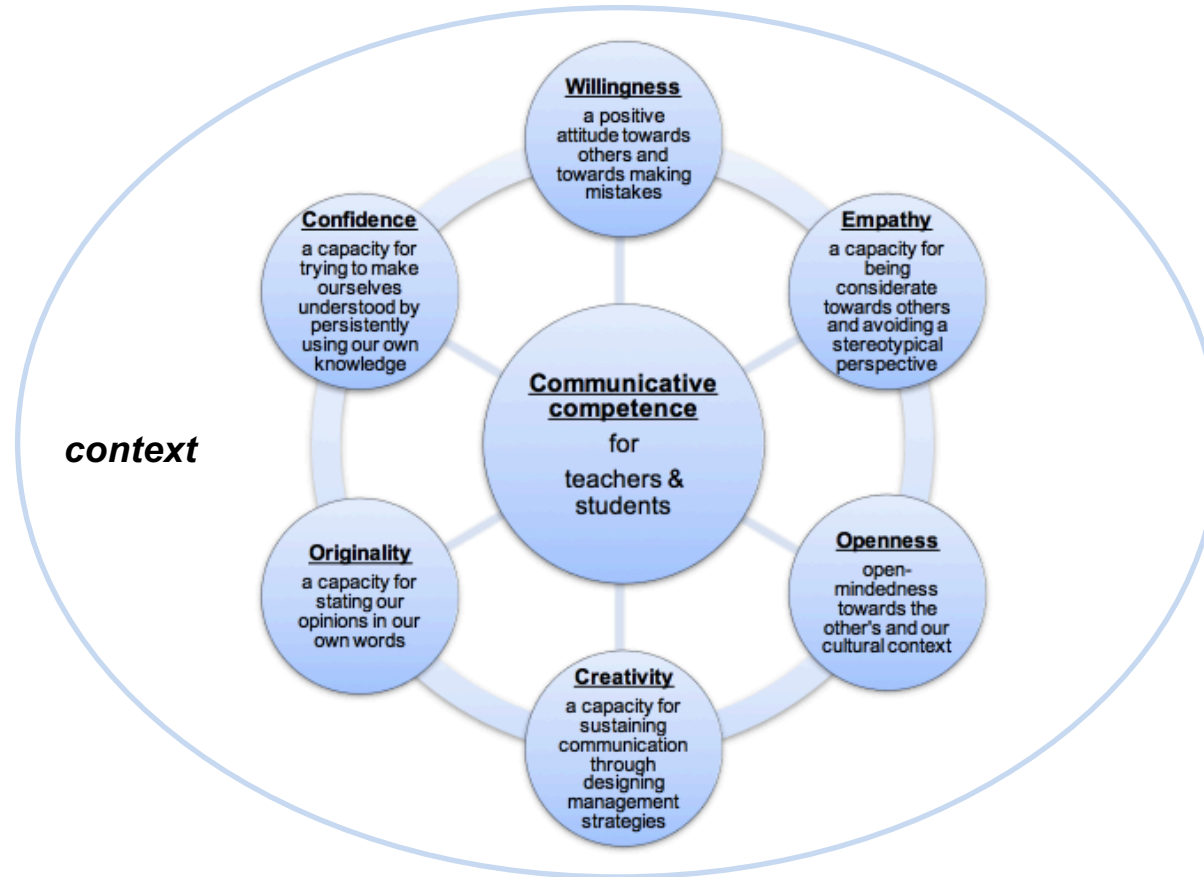 Willingness
a positive
attitude towards
others and
towards making
mistakes
Confidence
a capacity for
trying to make
ourselves
understood by
persistently
using our own
knowledge
Empathy
a capacity for
being
considerate
towards others
and avoiding a
stereotypical
perspective
context
Communicative
competence
for
teachers &
students
Originality
a capacity for
stating our
opinions in our
own words
Openness
open-
mindedness
towards the
other's and our
cultural context
Creativity
a capacity for
sustaining
communication
through
designing
management
strategies